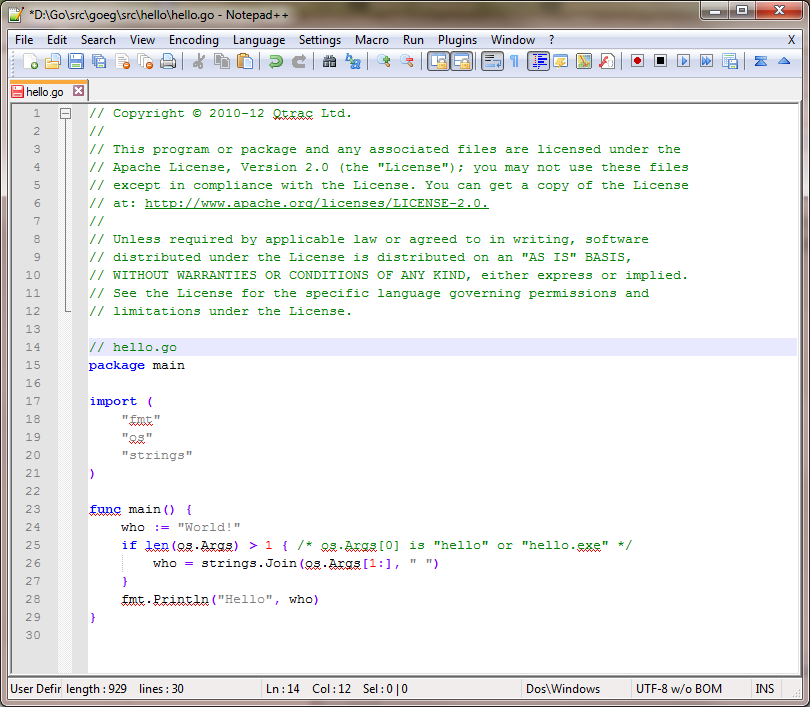 *D:\Go\src\goeg\src\hello\hello.go - Notepad++
File Edit Search View Encoding Language Settings Macro Run Plugins Window ? X
hello.go
1 // Copyright © 2010-12 Qtrac Ltd.
2 //
3 // This program or package and any associated files are licensed under the
4 // Apache License, Version 2.0 (the "License"); you may not use these files
5 // except in compliance with the License. You can get a copy of the License
6 // at: http://www.apache.org/licenses/LICENSE-2.0.
7 //
8 // Unless required by applicable law or agreed to in writing, software
9 // distributed under the License is distributed on an "AS IS" BASIS,
10 // WITHOUT WARRANTIES OR CONDITIONS OF ANY KIND, either express or implied.
11 // See the License for the specific language governing permissions and
12 // limitations under the License.
13
14 // hello.go
15 package main
16
17 import (
18     "fmt"
19     "os"
20     "strings"
21 )
22
23 func main() {
24     who := "World!"
25     if len(os.Args) > 1 { /* os.Args[0] is "hello" or "hello.exe" */
26         who = strings.Join(os.Args[1:], " ")
27     }
28     fmt.Println("Hello", who)
29 }
30
User Defir length : 929 lines : 30 Ln : 14 Col : 12 Sel : 0 | 0 Dos\Windows UTF-8 w/o BOM INS